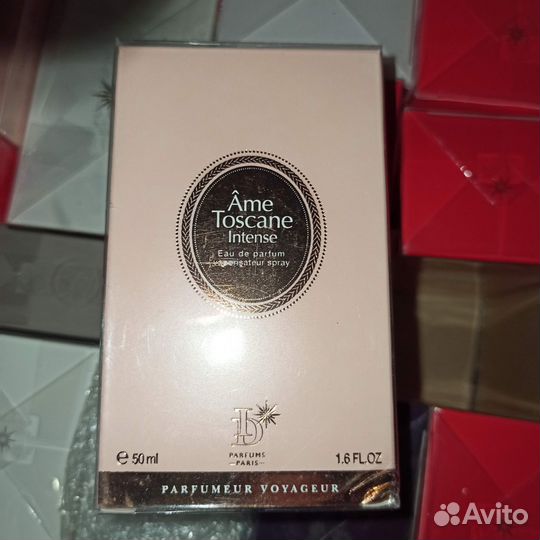 Âme
Toscane
Intense
Eau de parfum
vaporisateur spray
ID
PARFUMS
PARIS
℮ 50 ml
1.6 FL.OZ
PARFUMEUR VOYAGEUR
Avito